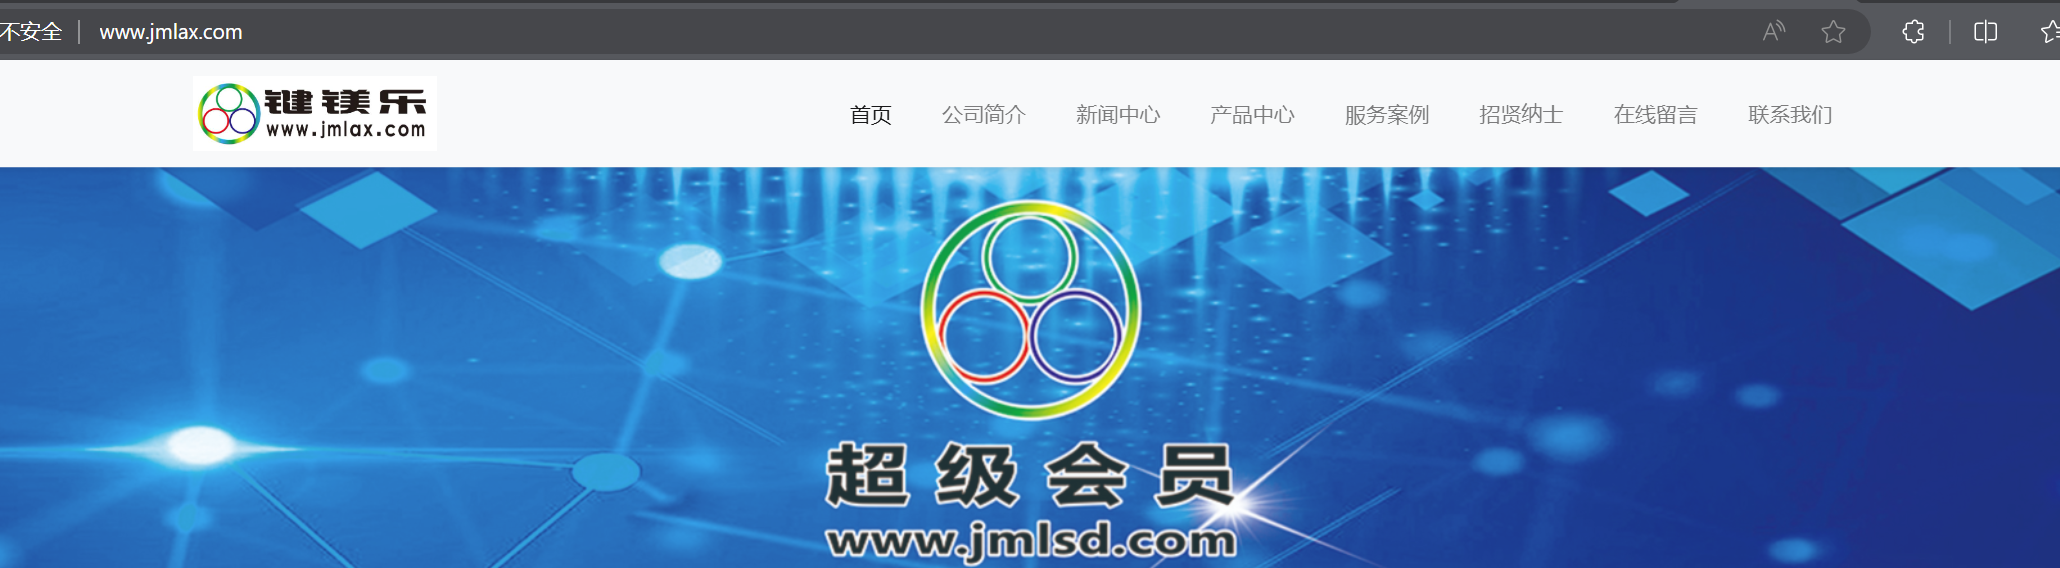 不安全 www.jmlax.com
键镁乐
www.jmlax.com
首页 公司简介 新闻中心 产品中心 服务案例 招贤纳士 在线留言 联系我们
超级会员
www.jmlsd.com